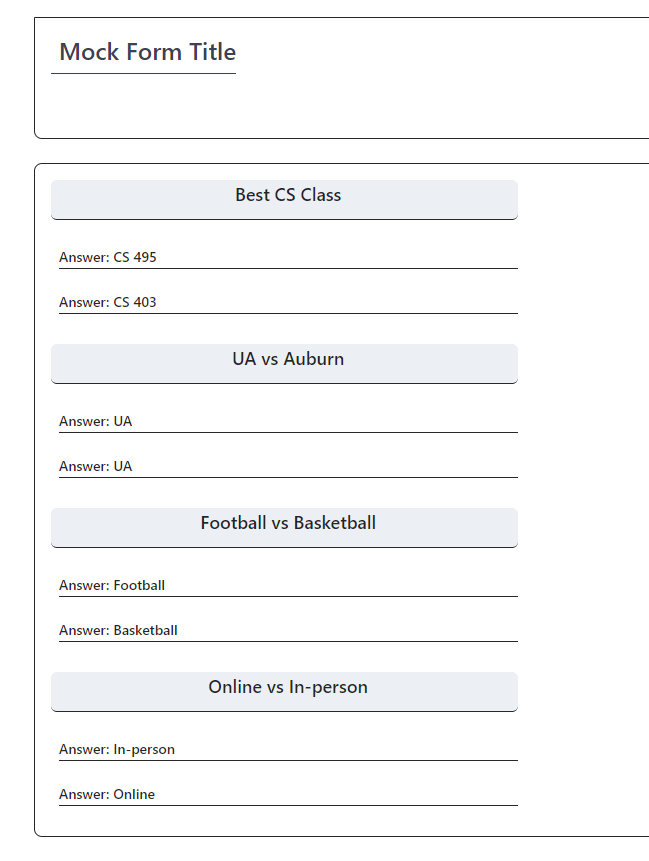 Mock Form Title
Best CS Class
Answer: CS 495
Answer: CS 403
UA vs Auburn
Answer: UA
Answer: UA
Football vs Basketball
Answer: Football
Answer: Basketball
Online vs In-person
Answer: In-person
Answer: Online